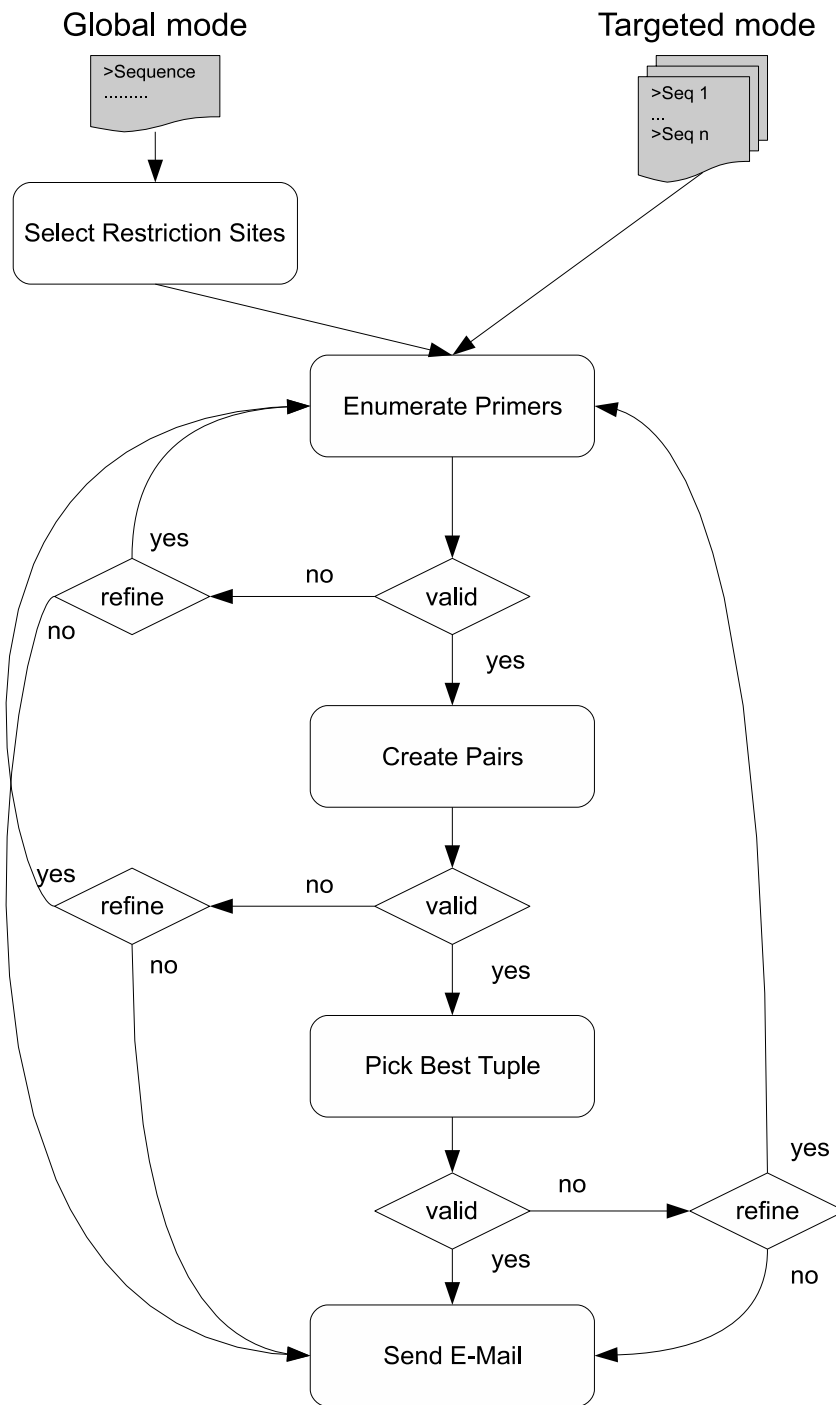 Global mode
Targeted mode
>Sequence
.........
>Seq 1
...
>Seq n
Select Restriction Sites
Enumerate Primers
yes
no
refine
valid
no
yes
Create Pairs
yes
no
refine
valid
no
yes
Pick Best Tuple
yes
no
valid
refine
yes
no
Send E-Mail